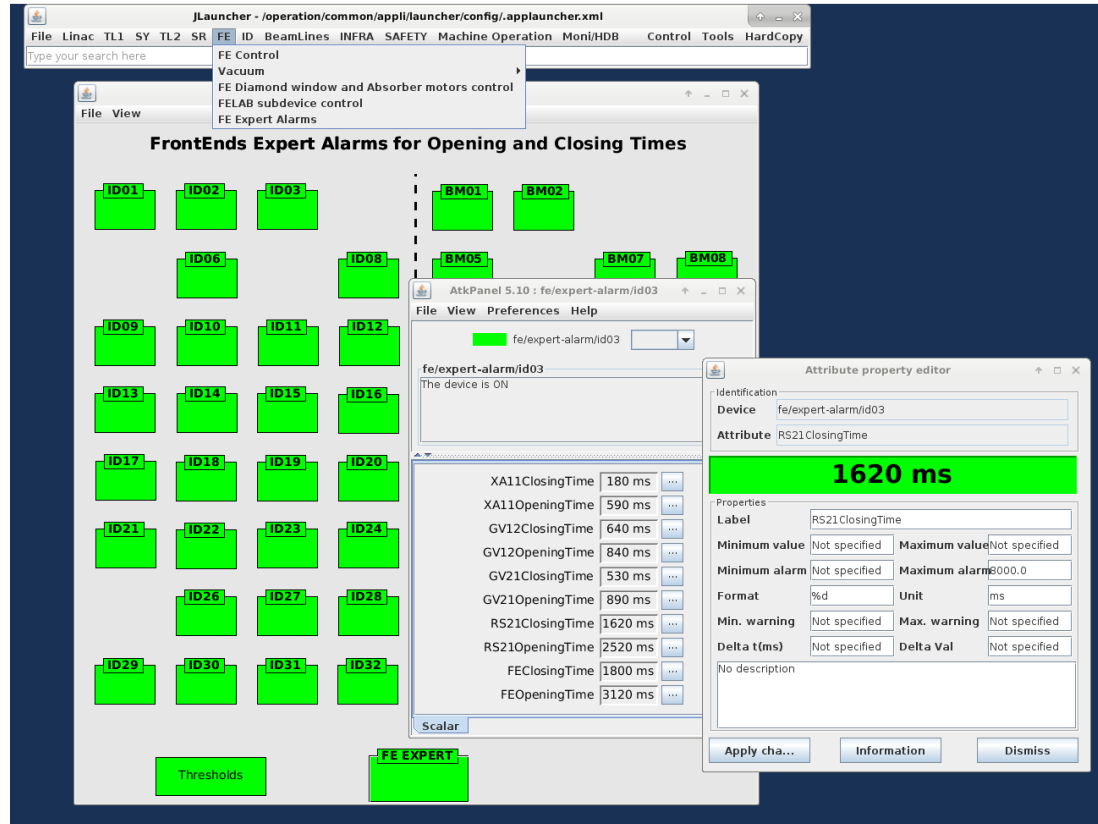 JLauncher - /operation/common/appli/launcher/config/.applauncher.xml
File Linac TL1 SY TL2 SR FE ID BeamLines INFRA SAFETY Machine Operation Moni/HDB Control Tools HardCopy
Type your search here
FE Control
Vacuum
FE Diamond window and Absorber motors control
FELAB subdevice control
FE Expert Alarms
File View
FrontEnds Expert Alarms for Opening and Closing Times
ID01 ID02 ID03 BM01 BM02
ID06 ID08 BM05 BM07 BM08
ID09 ID10 ID11 ID12
ID13 ID14 ID15 ID16
ID17 ID18 ID19 ID20
ID21 ID22 ID23 ID24
ID26 ID27 ID28
ID29 ID30 ID31 ID32
Thresholds
FE EXPERT
AtkPanel 5.10 : fe/expert-alarm/id03
File View Preferences Help
fe/expert-alarm/id03
fe/expert-alarm/id03
The device is ON
XA11ClosingTime 180 ms ...
XA11OpeningTime 590 ms ...
GV12ClosingTime 640 ms ...
GV12OpeningTime 840 ms ...
GV21ClosingTime 530 ms ...
GV21OpeningTime 890 ms ...
RS21ClosingTime 1620 ms ...
RS21OpeningTime 2520 ms ...
FEClosingTime 1800 ms ...
FEOpeningTime 3120 ms ...
Scalar
Attribute property editor
Identification
Device fe/expert-alarm/id03
Attribute RS21ClosingTime
1620 ms
Properties
Label RS21ClosingTime
Minimum value Not specified Maximum value Not specified
Minimum alarm Not specified Maximum alarm 8000.0
Format %d Unit ms
Min. warning Not specified Max. warning Not specified
Delta t(ms) Not specified Delta Val Not specified
No description
Apply cha... Information Dismiss